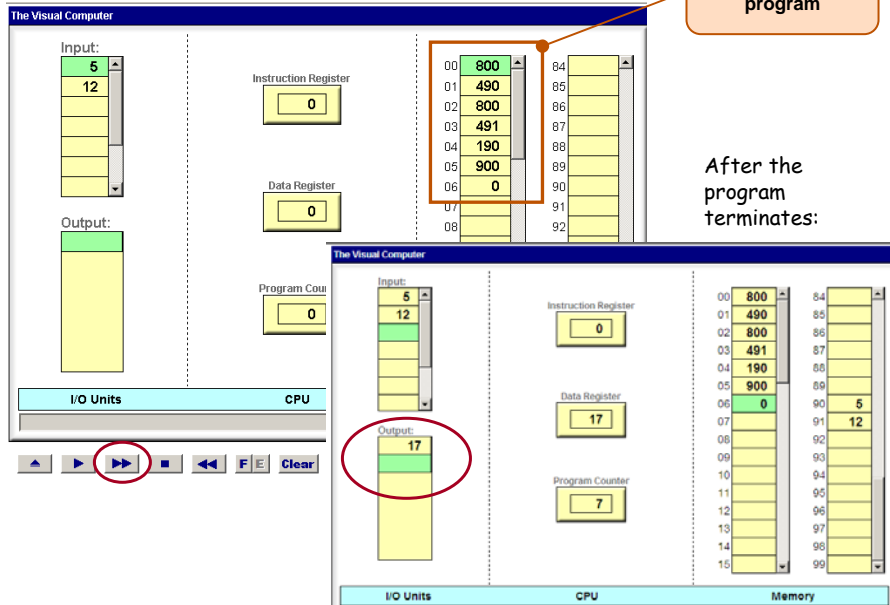 program
The Visual Computer
Input:
5
12
Instruction Register
0
Data Register
0
Output:
0
I/O Units
CPU
00 800
01 490
02 800
03 491
04 190
05 900
06 0
07
08
84
85
86
87
88
89
90
91
92
F E Clear
After the
program
terminates:
The Visual Computer
Input:
5
12
Instruction Register
0
Data Register
17
Output:
17
Program Counter
7
00 800
01 490
02 800
03 491
04 190
05 900
06 0
07
08
09
10
11
12
13
14
15
84
85
86
87
88
89
90 5
91 12
92
93
94
95
96
97
98
99
I/O Units
CPU
Memory